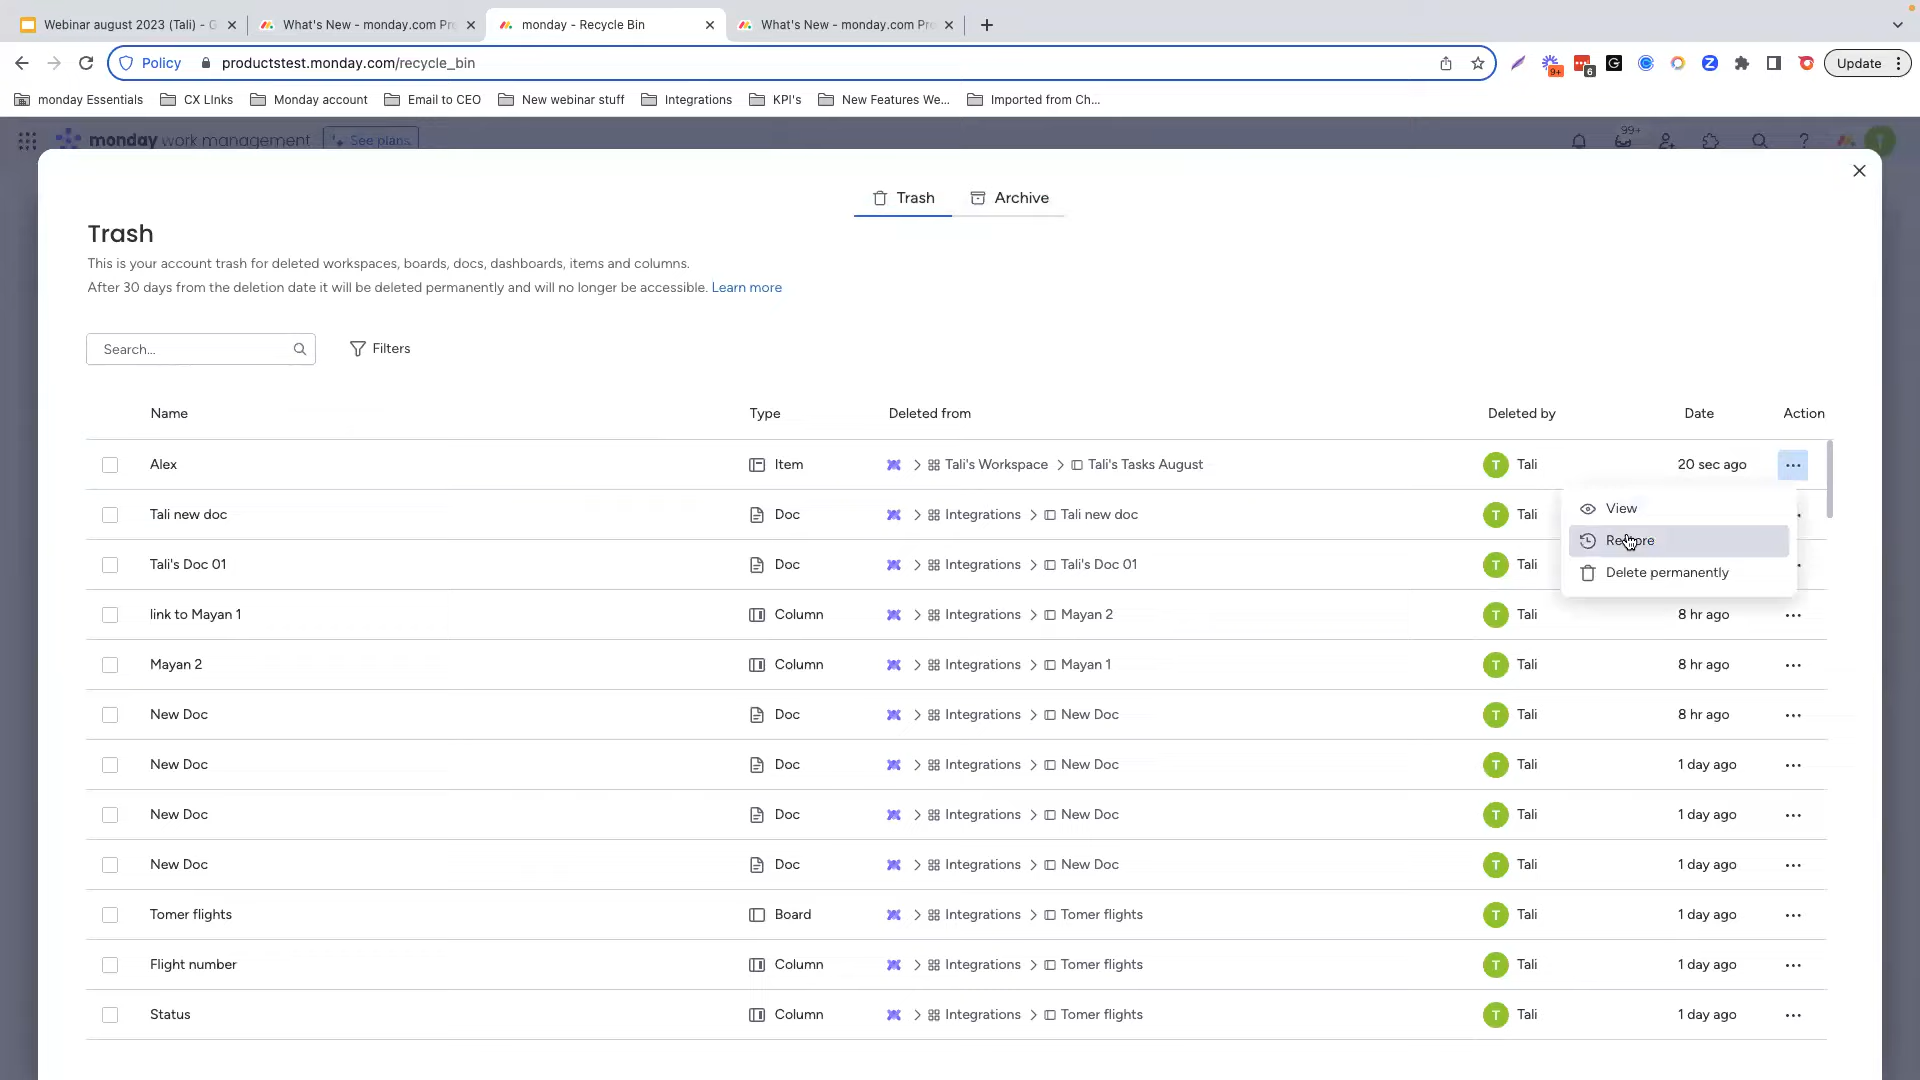 Webinar august 2023 (Tali) - G
What's New - monday.com Pr
monday - Recycle Bin
What's New - monday.com Pr
Policy
productstest.monday.com/recycle_bin
9+
6
G
Z
Update
monday Essentials
CX LInks
Monday account
Email to CEO
New webinar stuff
Integrations
KPI's
New Features We...
Imported from Ch...
monday work management
See plans
99+
?
T
Trash
Archive
Trash
This is your account trash for deleted workspaces, boards, docs, dashboards, items and columns.
After 30 days from the deletion date it will be deleted permanently and will no longer be accessible. Learn more
Search...
Filters
Name Type Deleted from Deleted by Date Action
Alex Item Tali's Workspace Tali's Tasks August T Tali 20 sec ago
Tali new doc Doc Integrations Tali new doc T Tali
View
Restore
Delete permanently
Tali's Doc 01 Doc Integrations Tali's Doc 01 T Tali
link to Mayan 1 Column Integrations Mayan 2 T Tali 8 hr ago
Mayan 2 Column Integrations Mayan 1 T Tali 8 hr ago
New Doc Doc Integrations New Doc T Tali 8 hr ago
New Doc Doc Integrations New Doc T Tali 1 day ago
New Doc Doc Integrations New Doc T Tali 1 day ago
New Doc Doc Integrations New Doc T Tali 1 day ago
Tomer flights Board Integrations Tomer flights T Tali 1 day ago
Flight number Column Integrations Tomer flights T Tali 1 day ago
Status Column Integrations Tomer flights T Tali 1 day ago